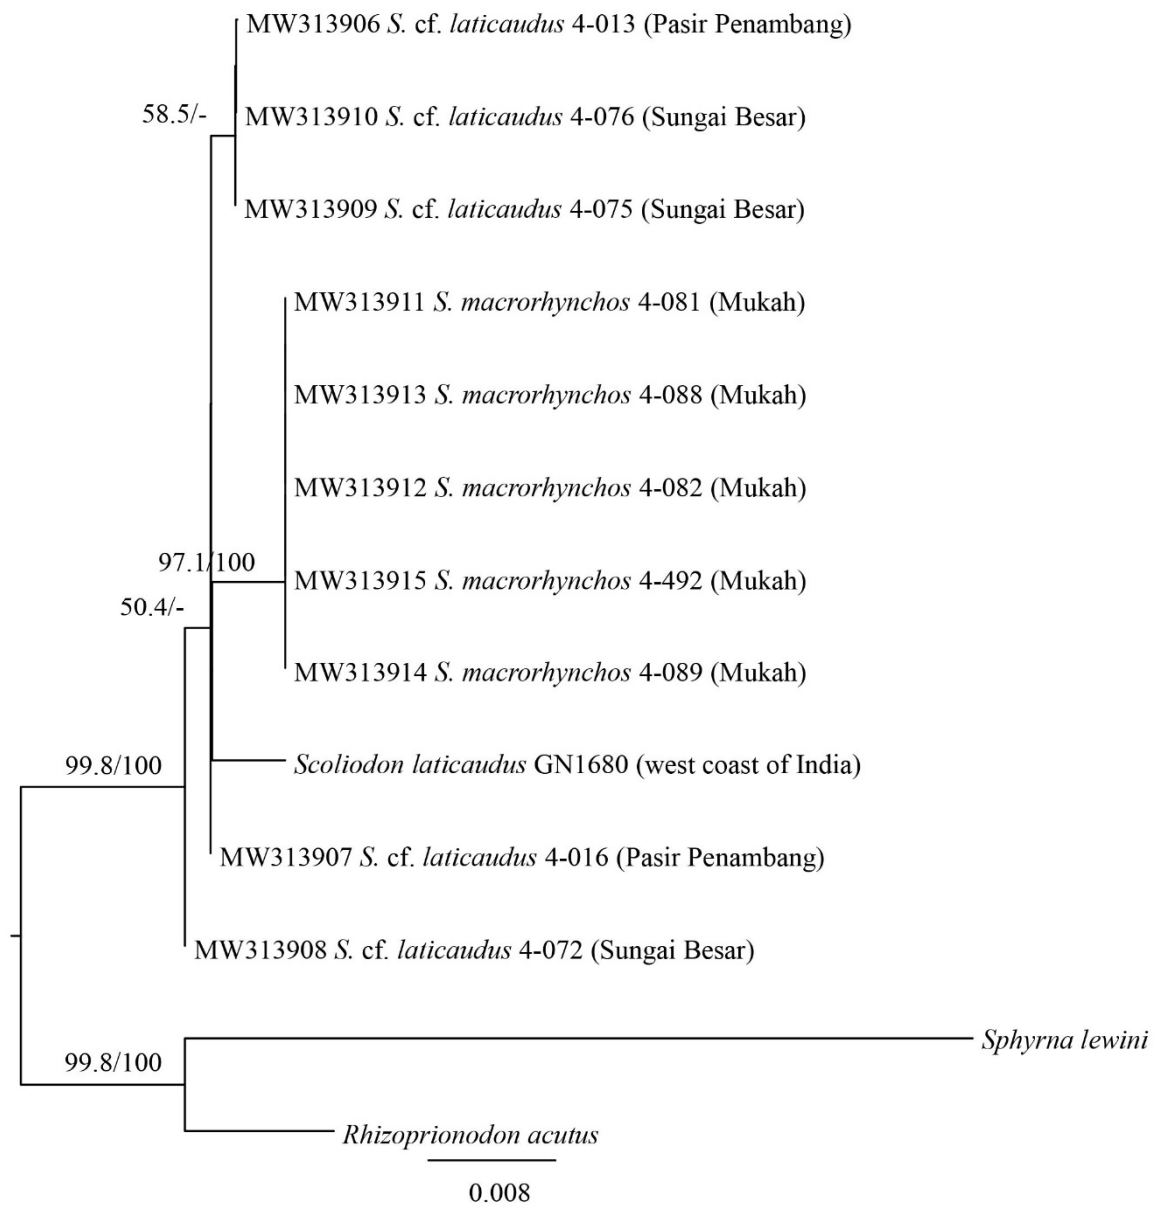 MW313906 S. cf. laticaudus 4-013 (Pasir Penambang)
58.5/-
MW313910 S. cf. laticaudus 4-076 (Sungai Besar)
MW313909 S. cf. laticaudus 4-075 (Sungai Besar)
MW313911 S. macrorhynchos 4-081 (Mukah)
MW313913 S. macrorhynchos 4-088 (Mukah)
MW313912 S. macrorhynchos 4-082 (Mukah)
97.1/100
MW313915 S. macrorhynchos 4-492 (Mukah)
50.4/-
MW313914 S. macrorhynchos 4-089 (Mukah)
99.8/100
Scoliodon laticaudus GN1680 (west coast of India)
MW313907 S. cf. laticaudus 4-016 (Pasir Penambang)
MW313908 S. cf. laticaudus 4-072 (Sungai Besar)
Sphyrna lewini
99.8/100
Rhizoprionodon acutus
0.008